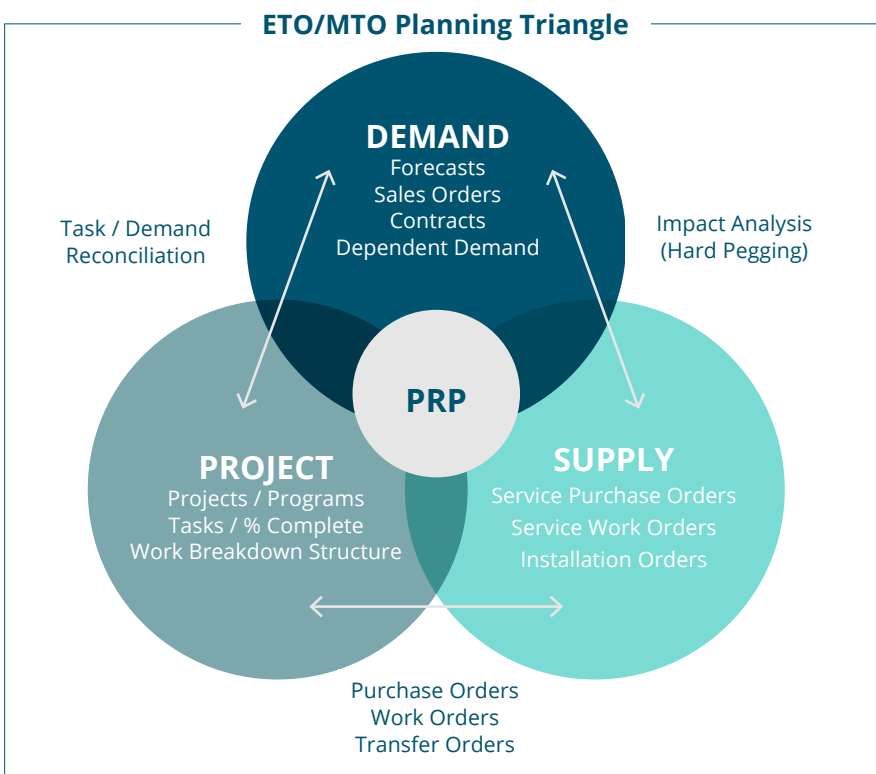 ETO/MTO Planning Triangle
DEMAND
Forecasts
Sales Orders
Contracts
Dependent Demand
Task / Demand
Reconciliation
Impact Analysis
(Hard Pegging)
PRP
PROJECT
Projects / Programs
Tasks / % Complete
Work Breakdown Structure
SUPPLY
Service Purchase Orders
Service Work Orders
Installation Orders
Purchase Orders
Work Orders
Transfer Orders